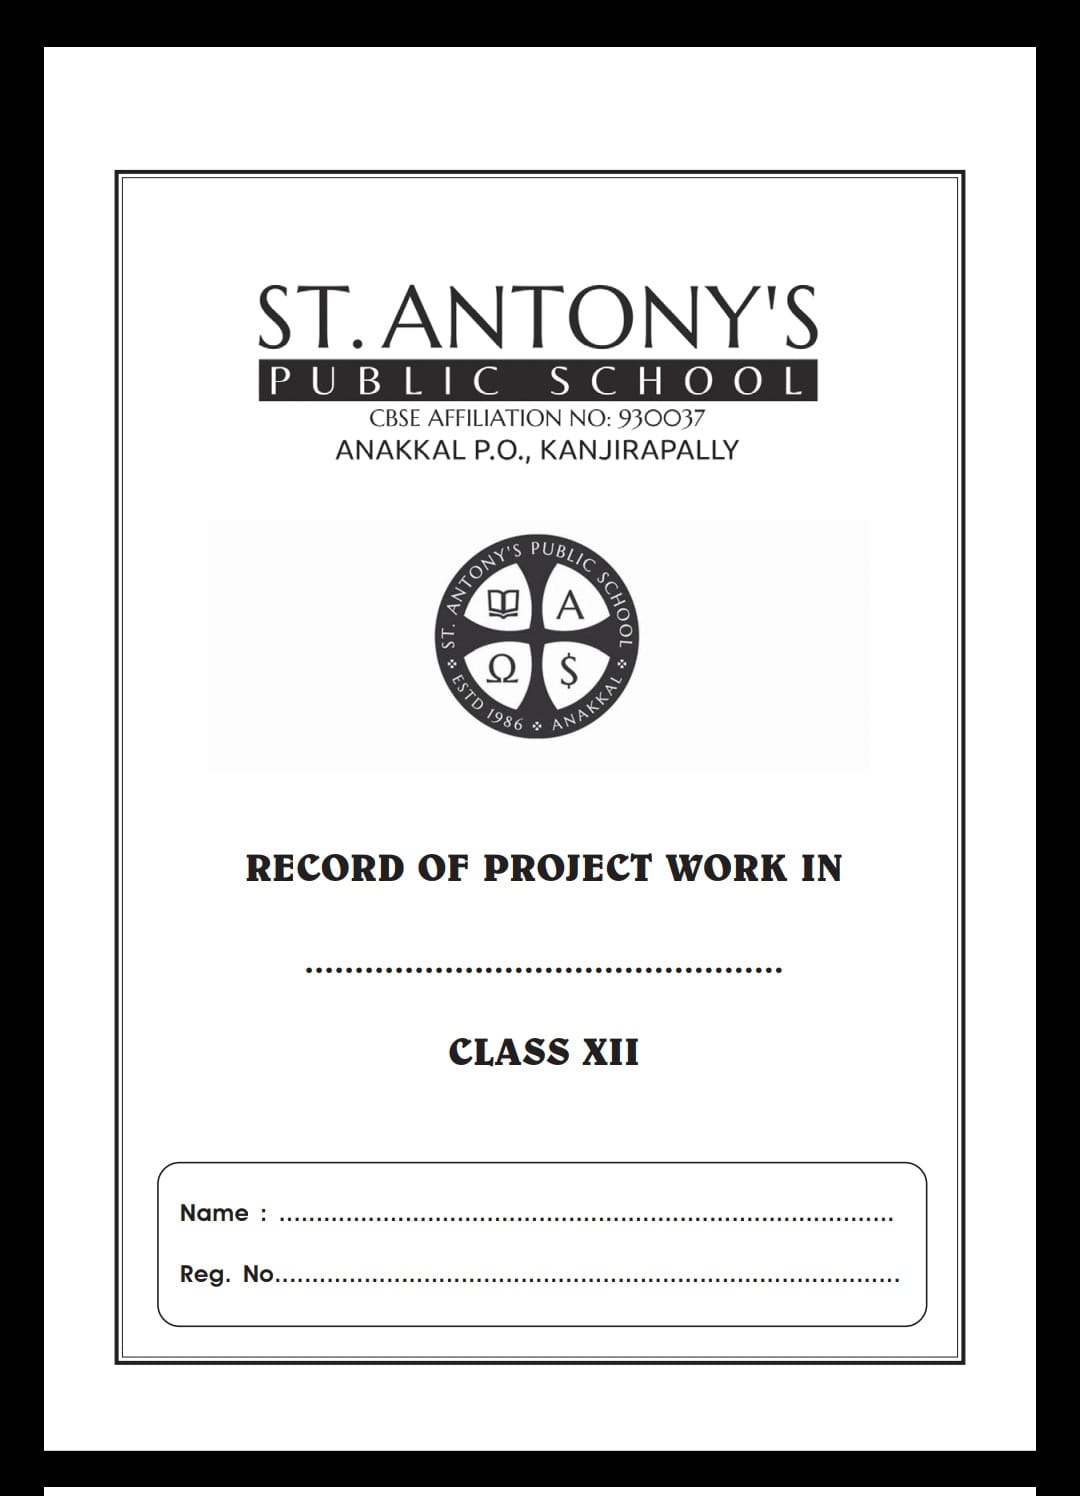 ST. ANTONY'S
PUBLIC SCHOOL
CBSE AFFILIATION NO: 930037
ANAKKAL P.O., KANJIRAPALLY
ST. ANTONY'S PUBLIC SCHOOL
A
Ω
$
ESTD 1986 ANAKKAL
RECORD OF PROJECT WORK IN
................................................
CLASS XII
Name : ....................................................................................
Reg. No.....................................................................................